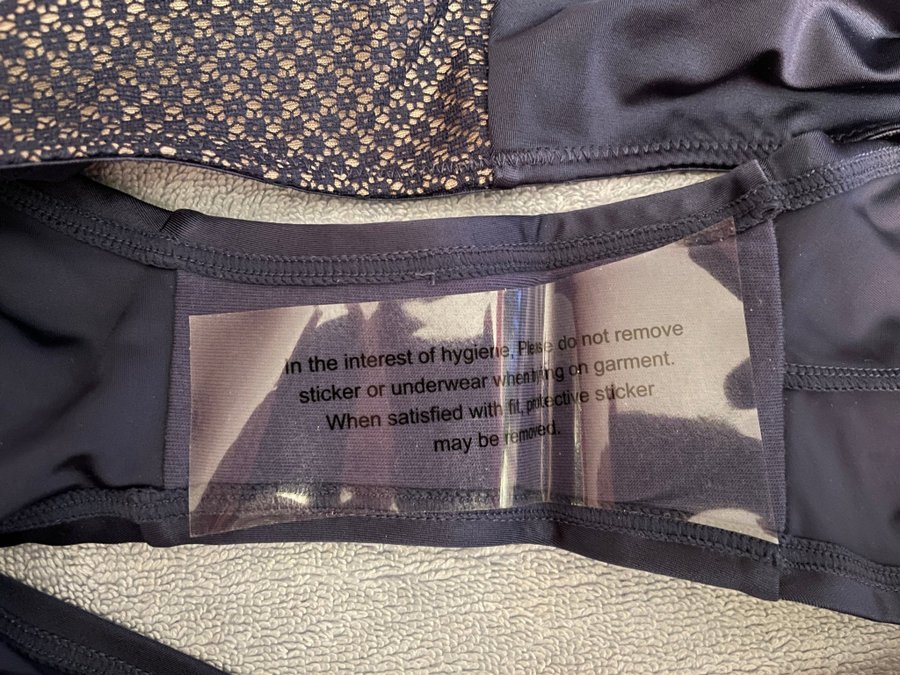 In the interest of hygiene, Please do not remove
sticker or underwear when trying on garment.
When satisfied with fit, protective sticker
may be removed.